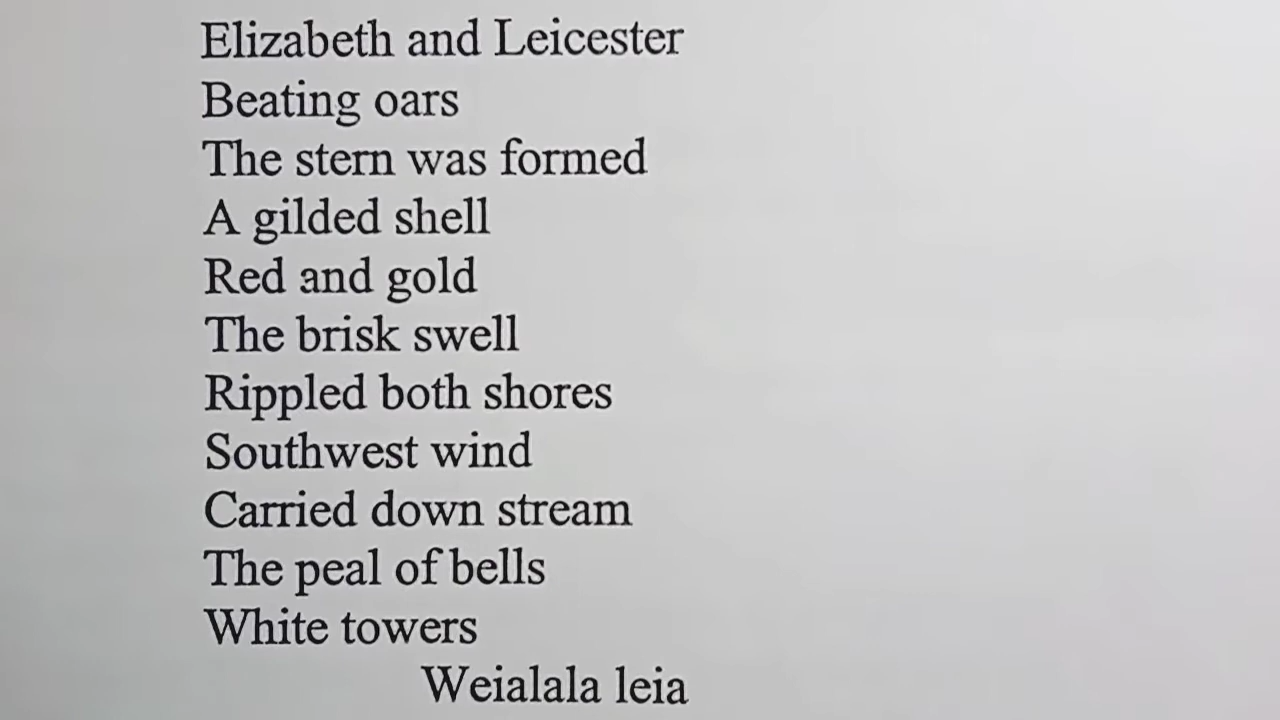 Elizabeth and Leicester
Beating oars
The stern was formed
A gilded shell
Red and gold
The brisk swell
Rippled both shores
Southwest wind
Carried down stream
The peal of bells
White towers
Weialala leia